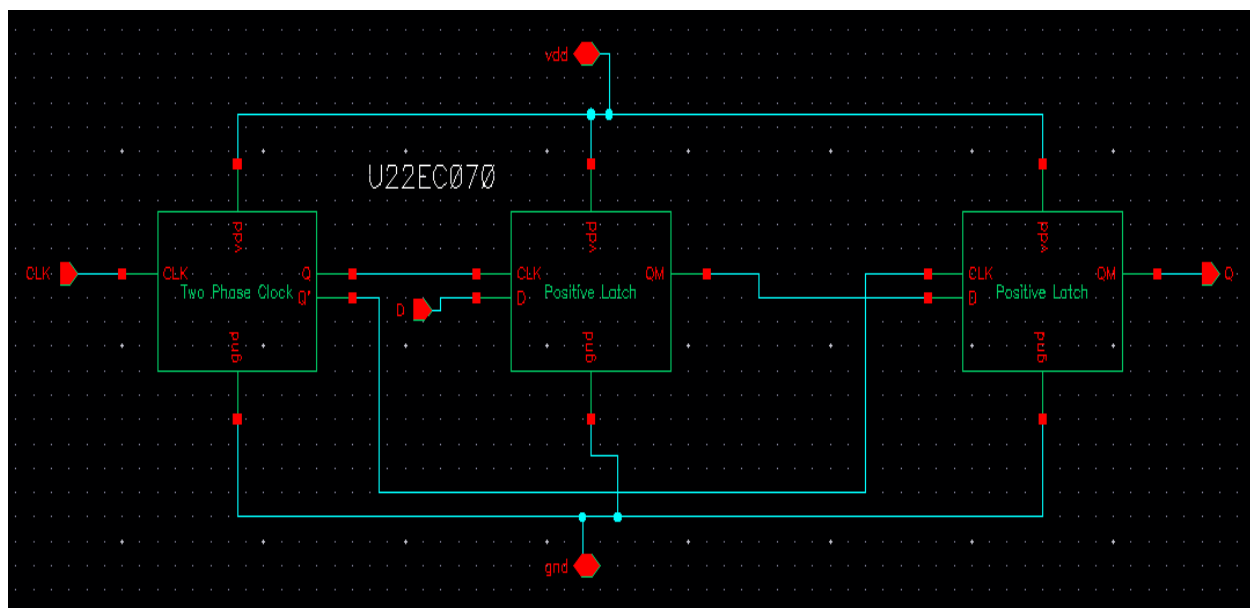 vdd
U22EC070
vdd
vdd
vdd
CLK
CLK
Q
CLK
QM
CLK
QM
Q
Two Phase Clock
Q'
D
D
Positive Latch
D
Positive Latch
gnd
gnd
gnd
gnd